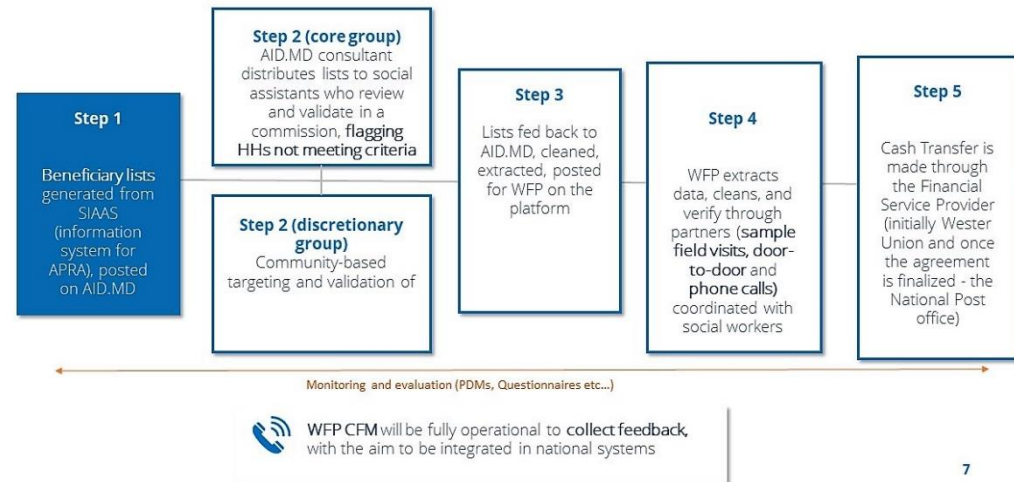 Step 1
Beneficiary lists
generated from
SIAAS
(information
system for
APRA), posted
on AID.MD
Step 2 (core group)
AID.MD consultant
distributes lists to social
assistants who review
and validate in a
commission, flagging
HHs not meeting criteria
Step 2 (discretionary
group)
Community-based
targeting and validation of
Step 3
Lists fed back to
AID.MD, cleaned,
extracted, posted
for WFP on the
platform
Step 4
WFP extracts
data, cleans, and
verify through
partners (sample
field visits, door-
to-door and
phone calls)
coordinated with
social workers
Step 5
Cash Transfer is
made through
the Financial
Service Provider
(initially Wester
Union and once
the agreement
is finalized - the
National Post
office)
Monitoring and evaluation (PDMs, Questionnaires etc...)
WFP CFM will be fully operational to collect feedback,
with the aim to be integrated in national systems
7